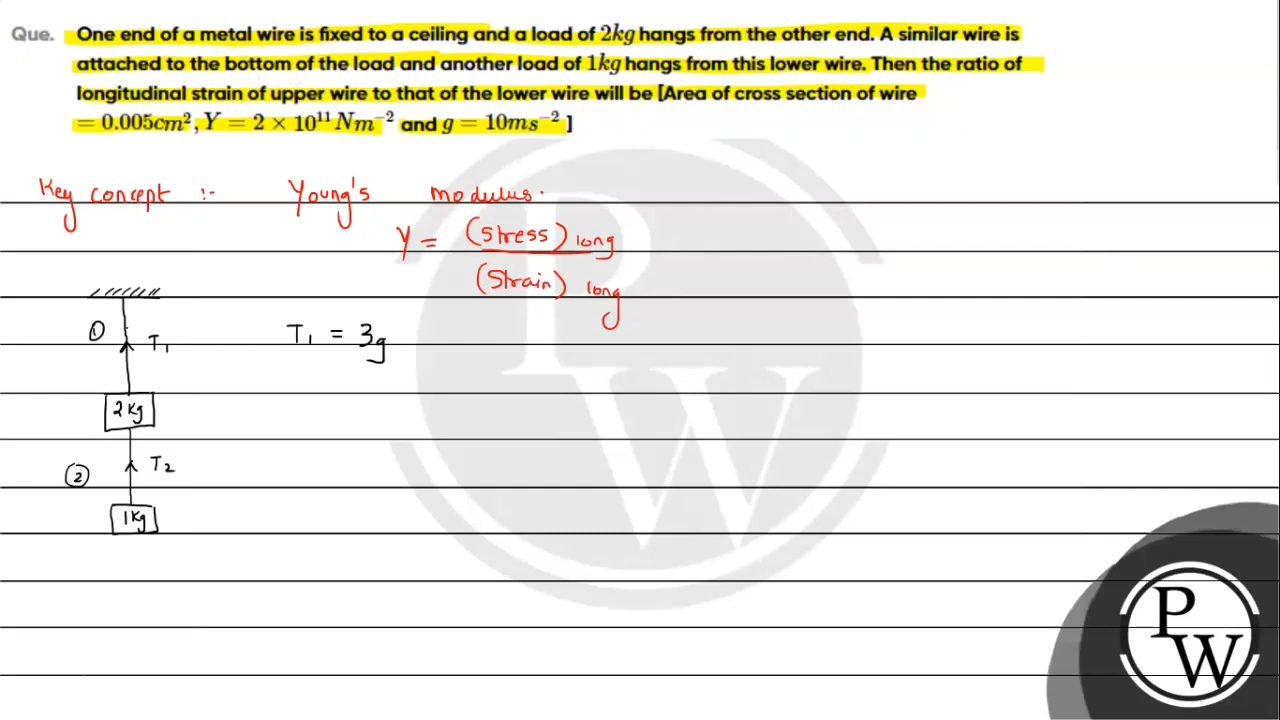 Que. One end of a metal wire is fixed to a ceiling and a load of 2kg hangs from the other end. A similar wire is
attached to the bottom of the load and another load of 1kg hangs from this lower wire. Then the ratio of
longitudinal strain of upper wire to that of the lower wire will be [Area of cross section of wire
= 0.005cm², Y = 2 × 10¹¹ Nm⁻² and g = 10ms⁻² ]
Key concept :- Young's modulus.
Y = (stress) long
(strain) long
① T₁ T₁ = 3g
2kg
② T₂
1kg
P
W
P
W